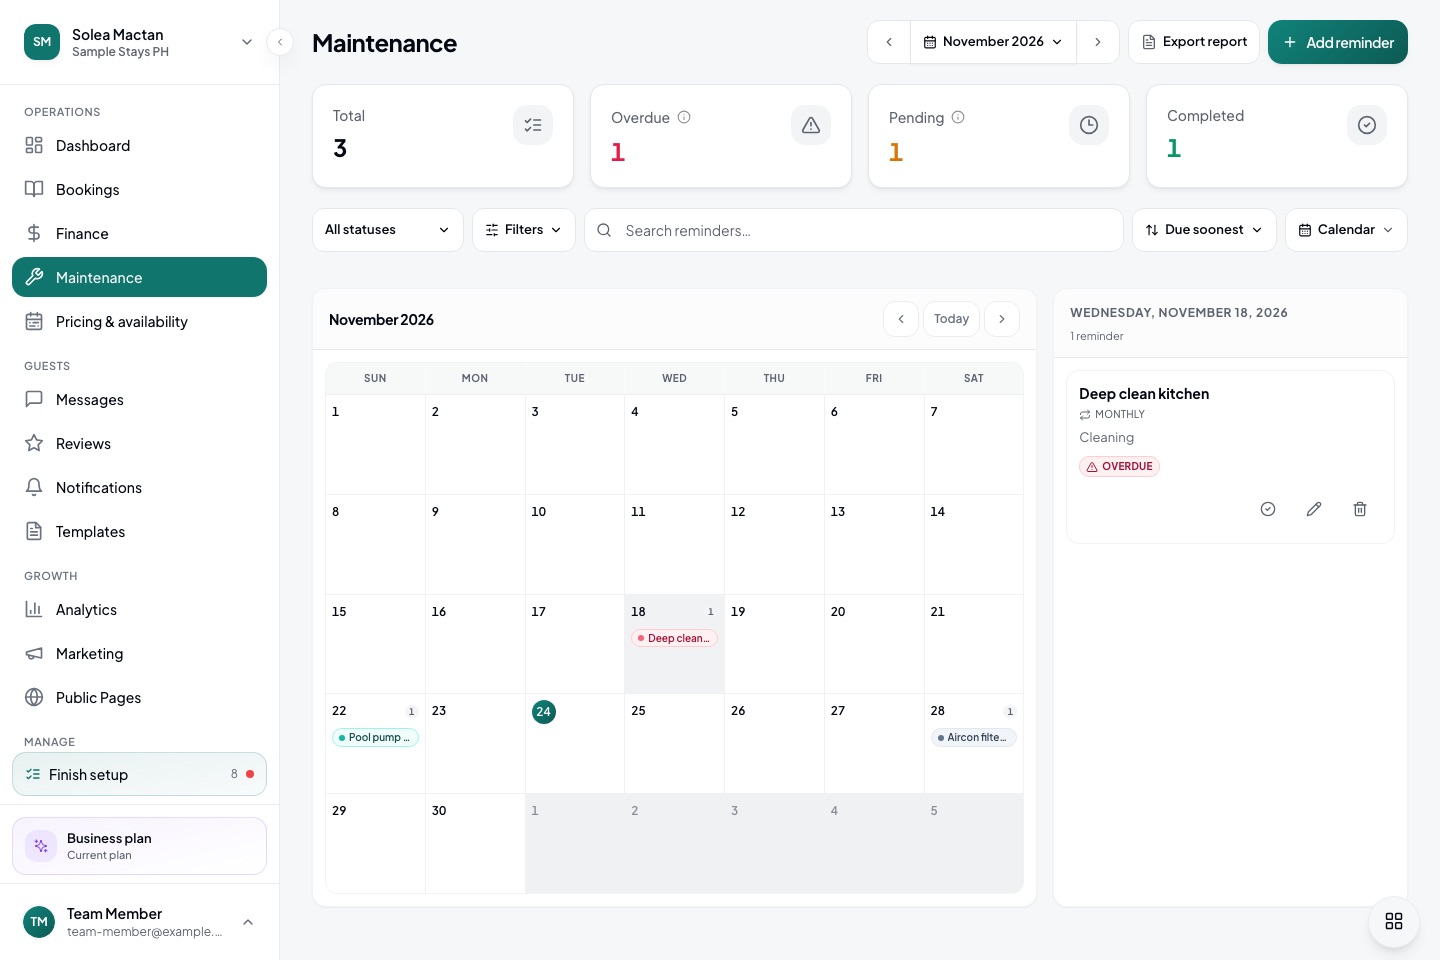 SM
Solea Mactan
Sample Stays PH
OPERATIONS
Dashboard
Bookings
Finance
Maintenance
Pricing & availability
GUESTS
Messages
Reviews
Notifications
Templates
GROWTH
Analytics
Marketing
Public Pages
MANAGE
Finish setup 8
Business plan
Current plan
TM
Team Member
team-member@example....
Maintenance
November 2026
Export report
Add reminder
Total
3
Overdue
1
Pending
1
Completed
1
All statuses
Filters
Search reminders...
Due soonest
Calendar
November 2026
Today
SUN MON TUE WED THU FRI SAT
1 2 3 4 5 6 7
8 9 10 11 12 13 14
15 16 17 18 1 19 20 21
Deep clean...
22 1 23 24 25 26 27 28 1
Pool pump ... Aircon filte...
29 30 1 2 3 4 5
WEDNESDAY, NOVEMBER 18, 2026
1 reminder
Deep clean kitchen
MONTHLY
Cleaning
OVERDUE